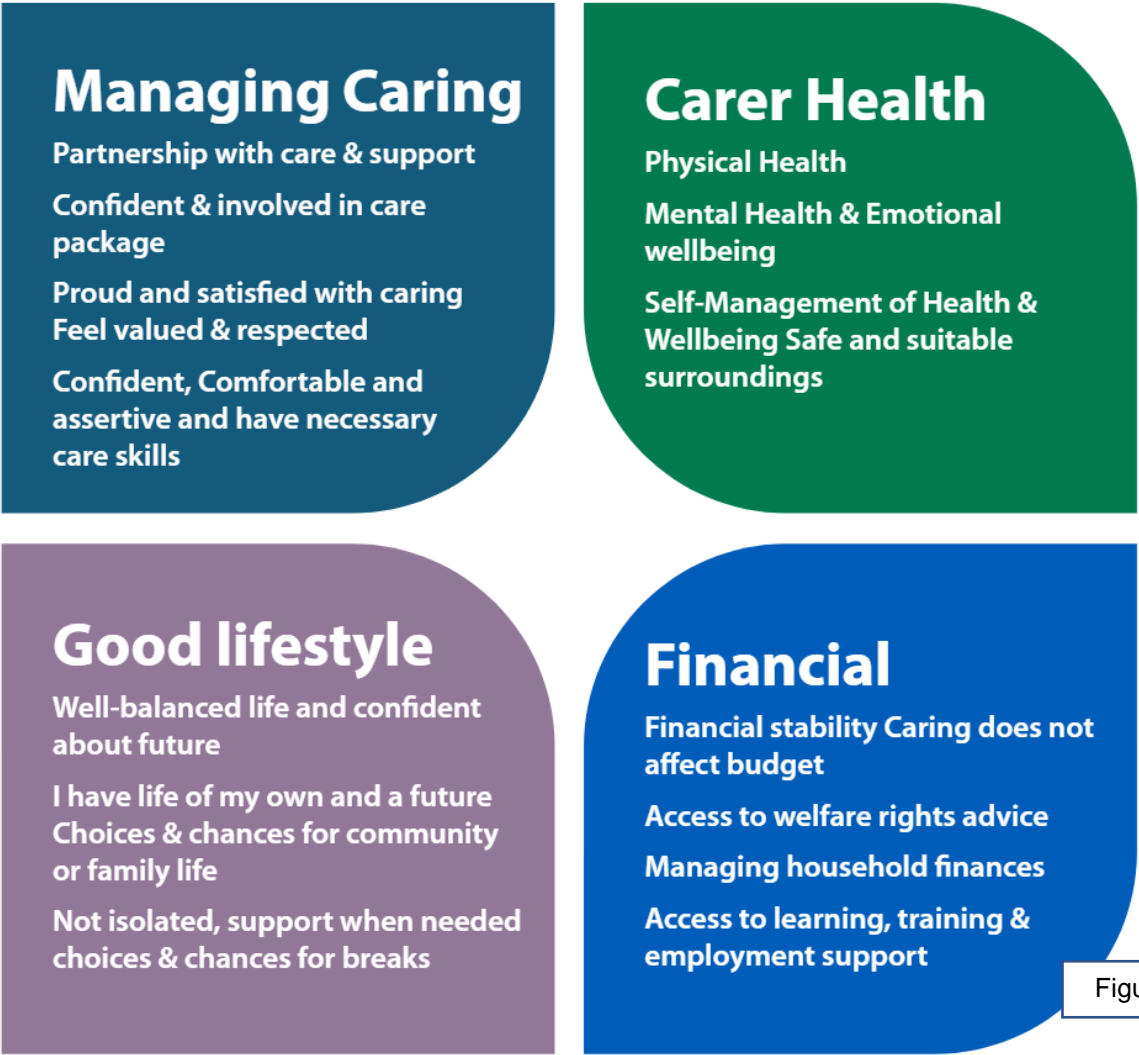 Managing Caring
Partnership with care & support
Confident & involved in care
package
Proud and satisfied with caring
Feel valued & respected
Confident, Comfortable and
assertive and have necessary
care skills
Carer Health
Physical Health
Mental Health & Emotional
wellbeing
Self-Management of Health &
Wellbeing Safe and suitable
surroundings
Good lifestyle
Well-balanced life and confident
about future
I have life of my own and a future
Choices & chances for community
or family life
Not isolated, support when needed
choices & chances for breaks
Financial
Financial stability Caring does not
affect budget
Access to welfare rights advice
Managing household finances
Access to learning, training &
employment support